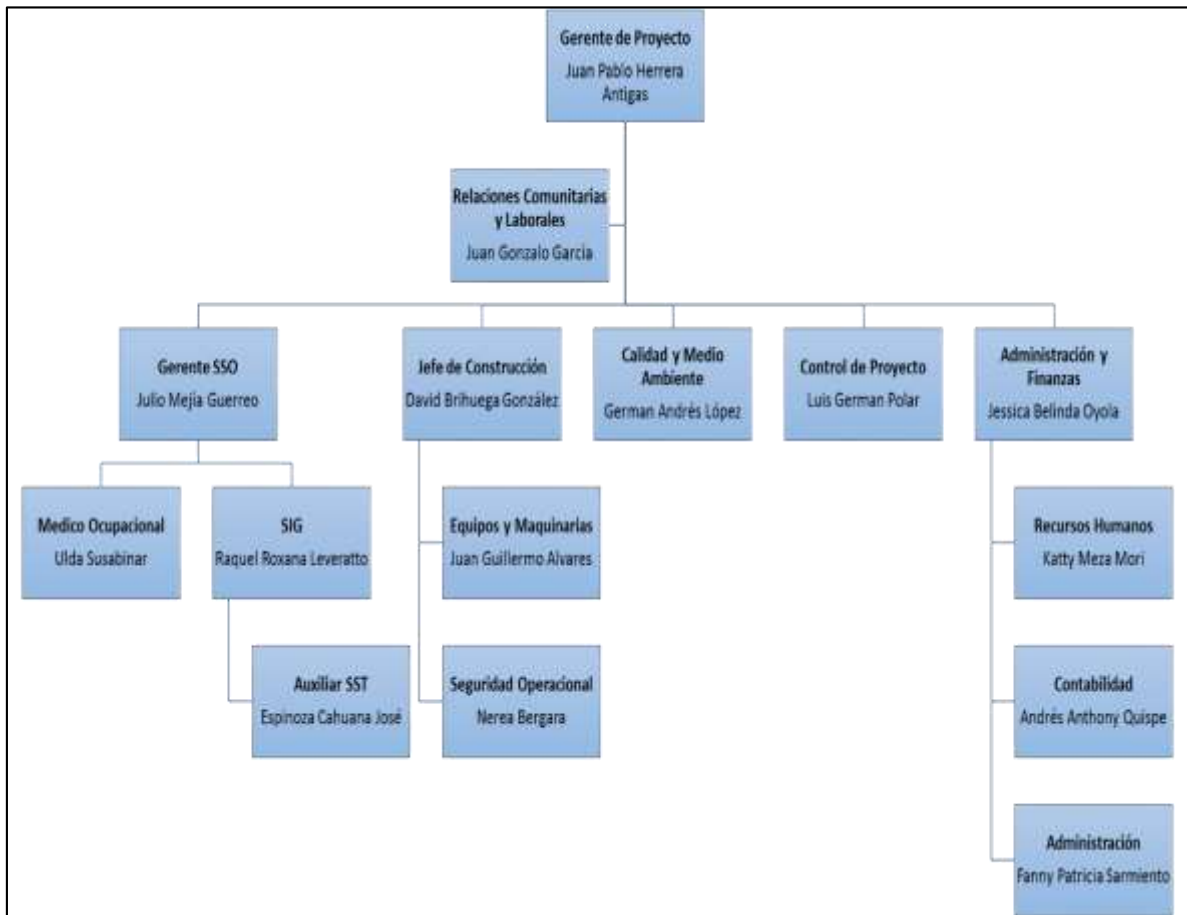 Gerente de Proyecto
Juan Pablo Herrera
Antigas
Relaciones Comunitarias
y Laborales
Juan Gonzalo García
Gerente SSO
Julio Mejía Guerreo
Jefe de Construcción
David Brihuega González
Calidad y Medio
Ambiente
German Andrés López
Control de Proyecto
Luis German Polar
Administración y
Finanzas
Jessica Belinda Oyola
Medico Ocupacional
Ulda Susabinar
SIG
Raquel Roxana Leveratto
Equipos y Maquinarias
Juan Guillermo Alvares
Recursos Humanos
Katty Meza Mori
Auxiliar SST
Espinoza Cahuana José
Seguridad Operacional
Nerea Bergara
Contabilidad
Andrés Anthony Quispe
Administración
Fanny Patricia Sarmiento